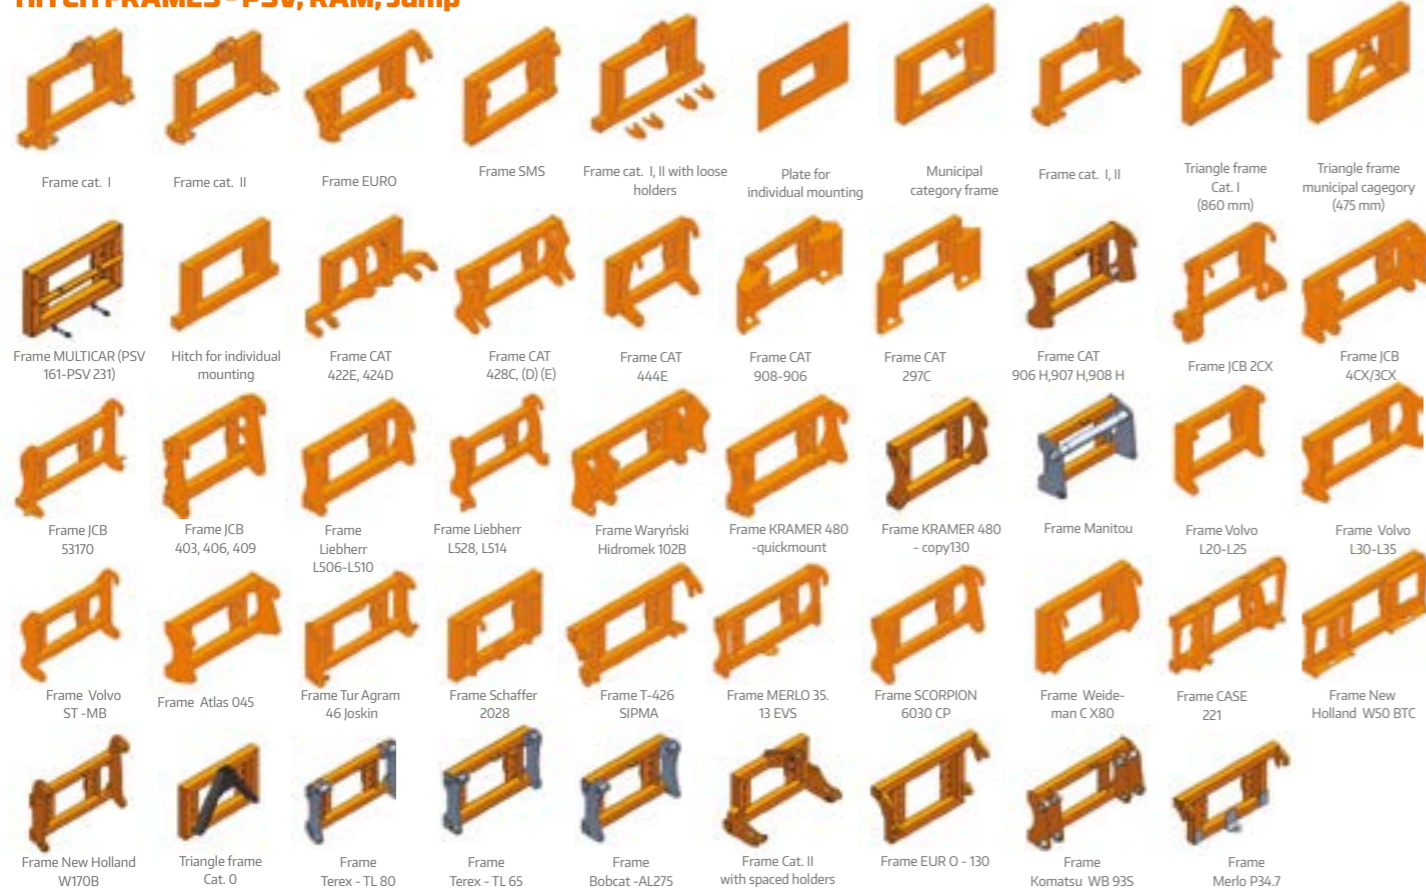 HITCH FRAMES - PSV, RAM, Jump
Frame cat. I
Frame cat. II
Frame EURO
Frame SMS
Frame cat. I, II with loose
holders
Plate for
individual mounting
Municipal
category frame
Frame cat. I, II
Triangle frame
Cat. I
(860 mm)
Triangle frame
municipal cagegory
(475 mm)
Frame MULTICAR (PSV
161-PSV 231)
Hitch for individual
mounting
Frame CAT
422E, 424D
Frame CAT
428C, (D) (E)
Frame CAT
444E
Frame CAT
908-906
Frame CAT
297C
Frame CAT
906 H,907 H,908 H
Frame JCB 2CX
Frame JCB
4CX/3CX
Frame JCB
53170
Frame JCB
403, 406, 409
Frame
Liebherr
L506-L510
Frame Liebherr
L528, L514
Frame Waryński
Hidromek 102B
Frame KRAMER 480
-quickmount
Frame KRAMER 480
- copy130
Frame Manitou
Frame Volvo
L20-L25
Frame Volvo
L30-L35
Frame Volvo
ST -MB
Frame Atlas 045
Frame Tur Agram
46 Joskin
Frame Schaffer
2028
Frame T-426
SIPMA
Frame MERLO 35.
13 EVS
Frame SCORPION
6030 CP
Frame Weide-
man C X80
Frame CASE
221
Frame New
Holland W50 BTC
Frame New Holland
W170B
Triangle frame
Cat. 0
Frame
Terex - TL 80
Frame
Terex - TL 65
Frame
Bobcat -AL275
Frame Cat. II
with spaced holders
Frame EUR O - 130
Frame
Komatsu WB 93S
Frame
Merlo P34.7